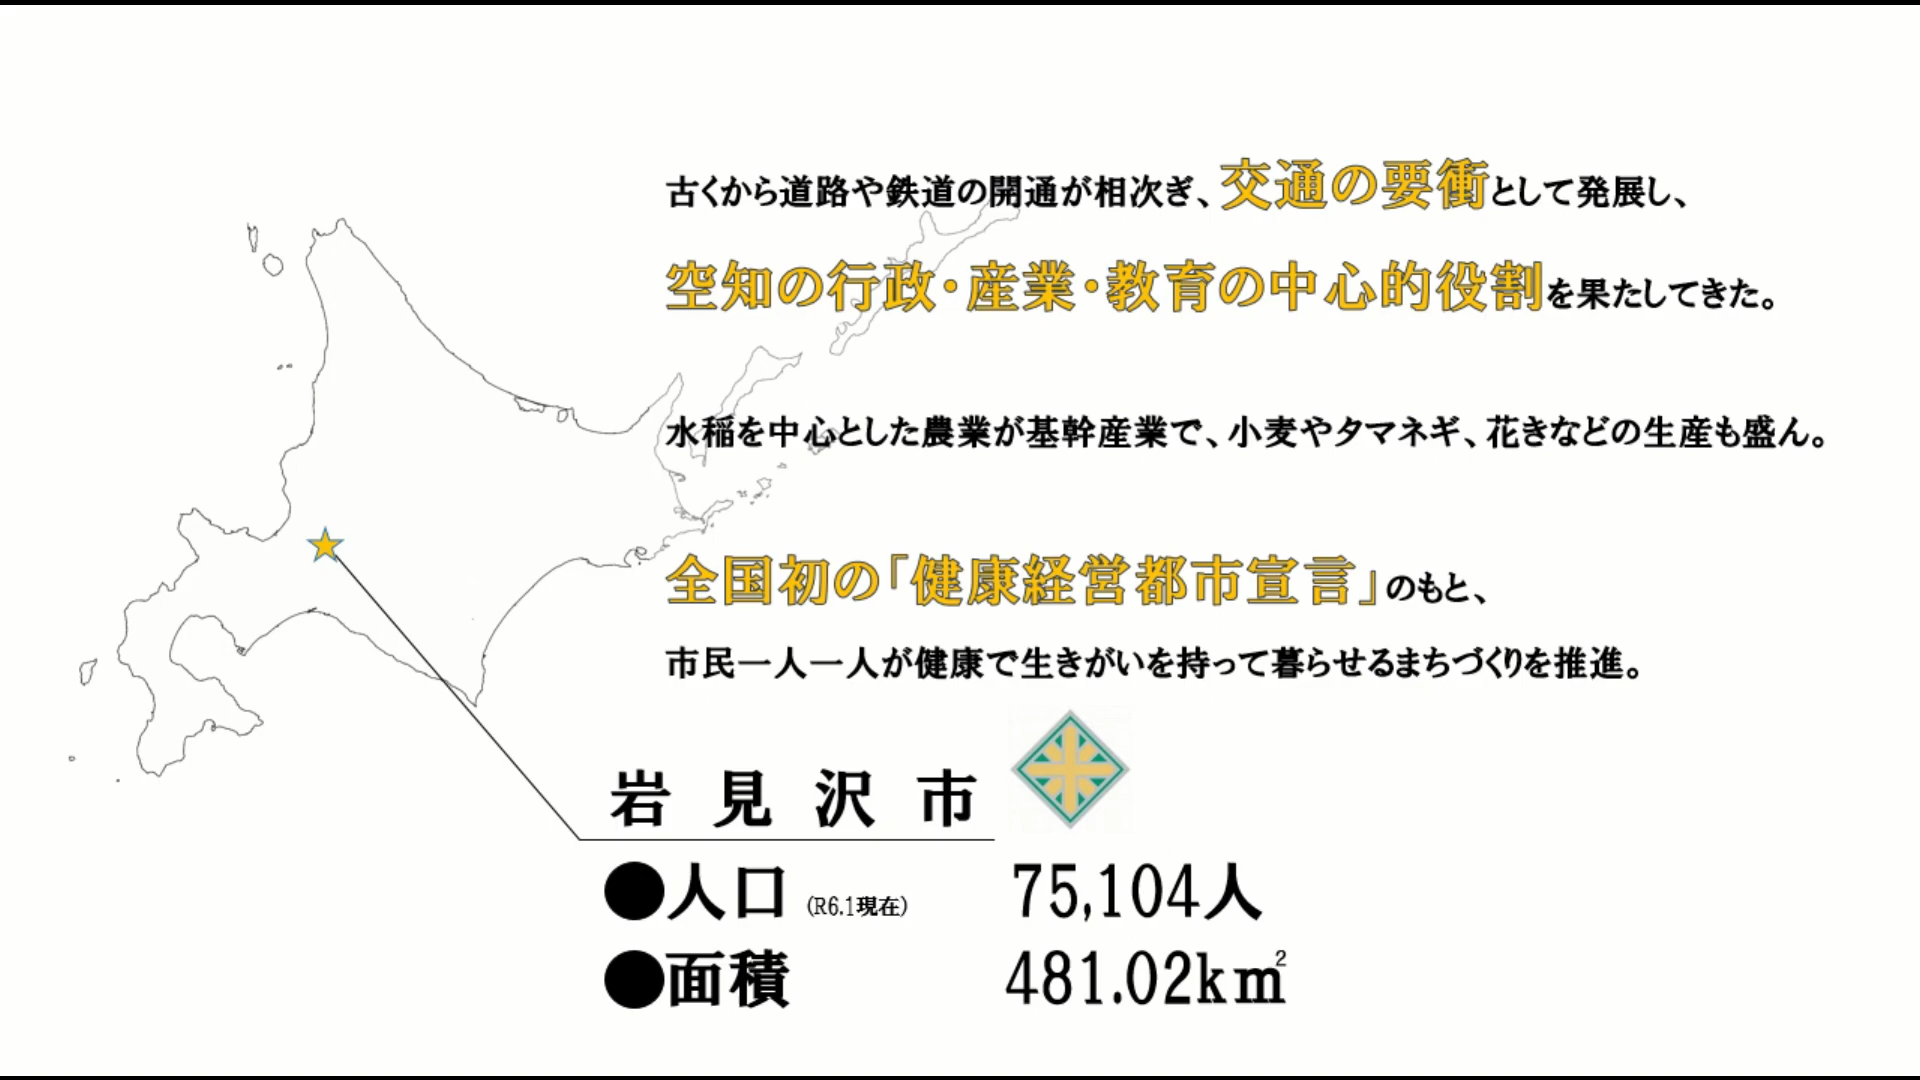 古くから道路や鉄道の開通が相次ぎ、交通の要衝として発展し、
空知の行政・産業・教育の中心的役割を果たしてきた。
水稲を中心とした農業が基幹産業で、小麦やタマネギ、花きなどの生産も盛ん。
全国初の「健康経営都市宣言」のもと、
市民一人一人が健康で生きがいを持って暮らせるまちづくりを推進。
岩見沢市
●人口 (R6.1現在) 75,104人
●面積 481.02km²